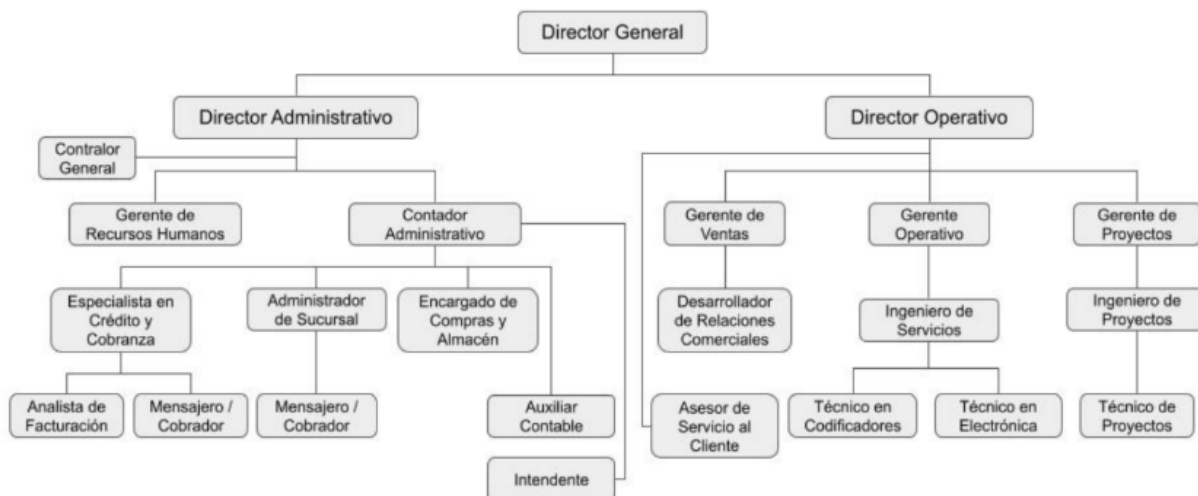 Director General
Director Administrativo
Director Operativo
Contralor
General
Gerente de
Recursos Humanos
Contador
Administrativo
Gerente de
Ventas
Gerente
Operativo
Gerente de
Proyectos
Especialista en
Crédito y
Cobranza
Administrador
de Sucursal
Encargado de
Compras y
Almacén
Desarrollador
de Relaciones
Comerciales
Ingeniero de
Servicios
Ingeniero de
Proyectos
Analista de
Facturación
Mensajero /
Cobrador
Mensajero /
Cobrador
Auxiliar
Contable
Asesor de
Servicio al
Cliente
Técnico en
Codificadores
Técnico en
Electrónica
Técnico de
Proyectos
Intendente